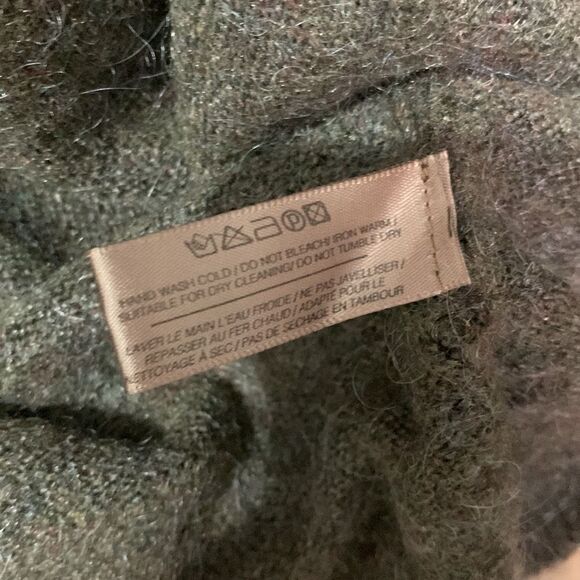 HAND WASH COLD / DO NOT BLEACH/ IRON WARM /
SUITABLE FOR DRY CLEANING/ DO NOT TUMBLE DRY
LAVER LE MAIN L'EAU FROIDE / NE PAS JAVELLISER /
REPASSER AU FER CHAUD / ADAPTÉ POUR LE
NETTOYAGE À SEC / PAS DE SECHAGE EN TAMBOUR